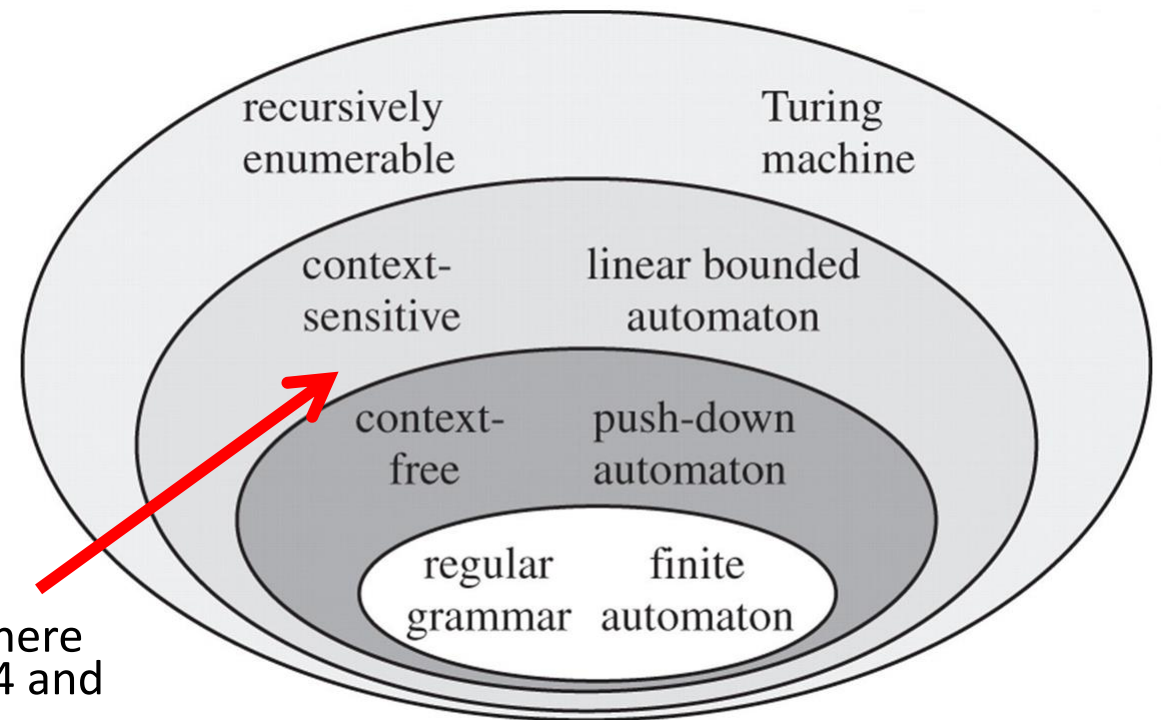 recursively
enumerable
Turing
machine
context-
sensitive
linear bounded
automaton
context-
free
push-down
automaton
regular
grammar
finite
automaton
here
4 and